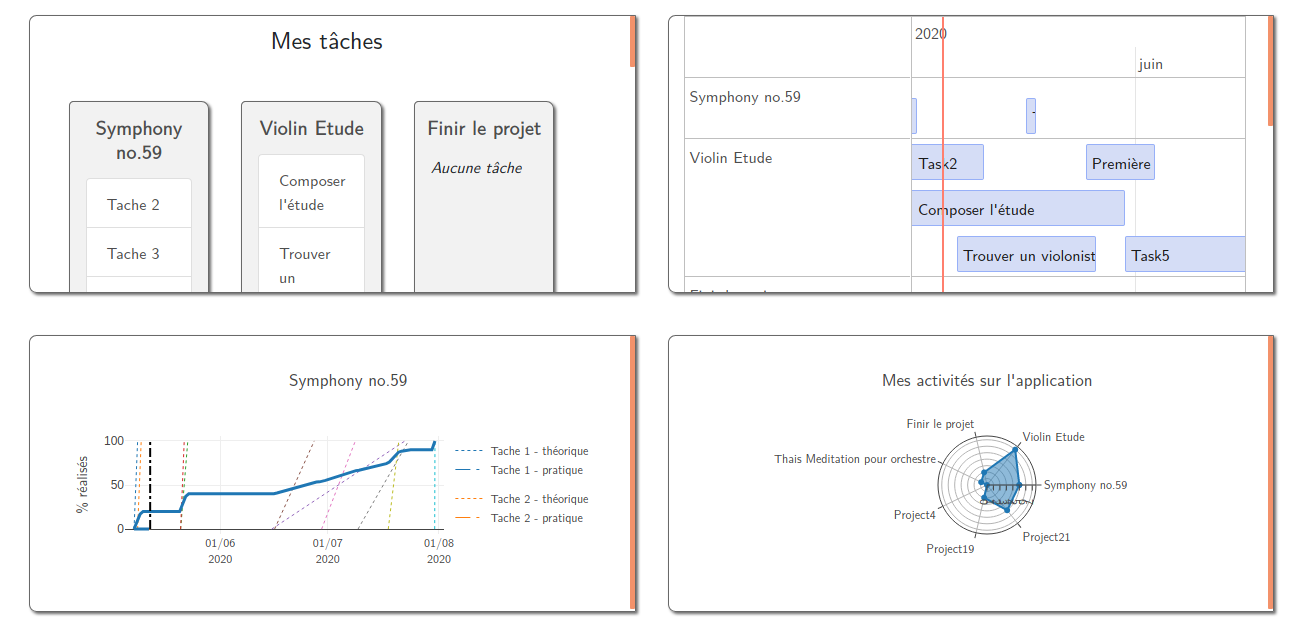 Mes tâches
Symphony
no.59
Tache 2
Tache 3
Violin Etude
Composer
l'étude
Trouver
un
Finir le projet
Aucune tâche
2020
juin
Symphony no.59
Violin Etude
Task2
Première
Composer l'étude
Trouver un violonist
Task5
Symphony no.59
% réalisés
100
50
0
01/06
2020
01/07
2020
01/08
2020
Tache 1 - théorique
Tache 1 - pratique
Tache 2 - théorique
Tache 2 - pratique
Mes activités sur l'application
Finir le projet
Violin Etude
Thais Meditation pour orchestre
Symphony no.59
Project4
Project21
Project19